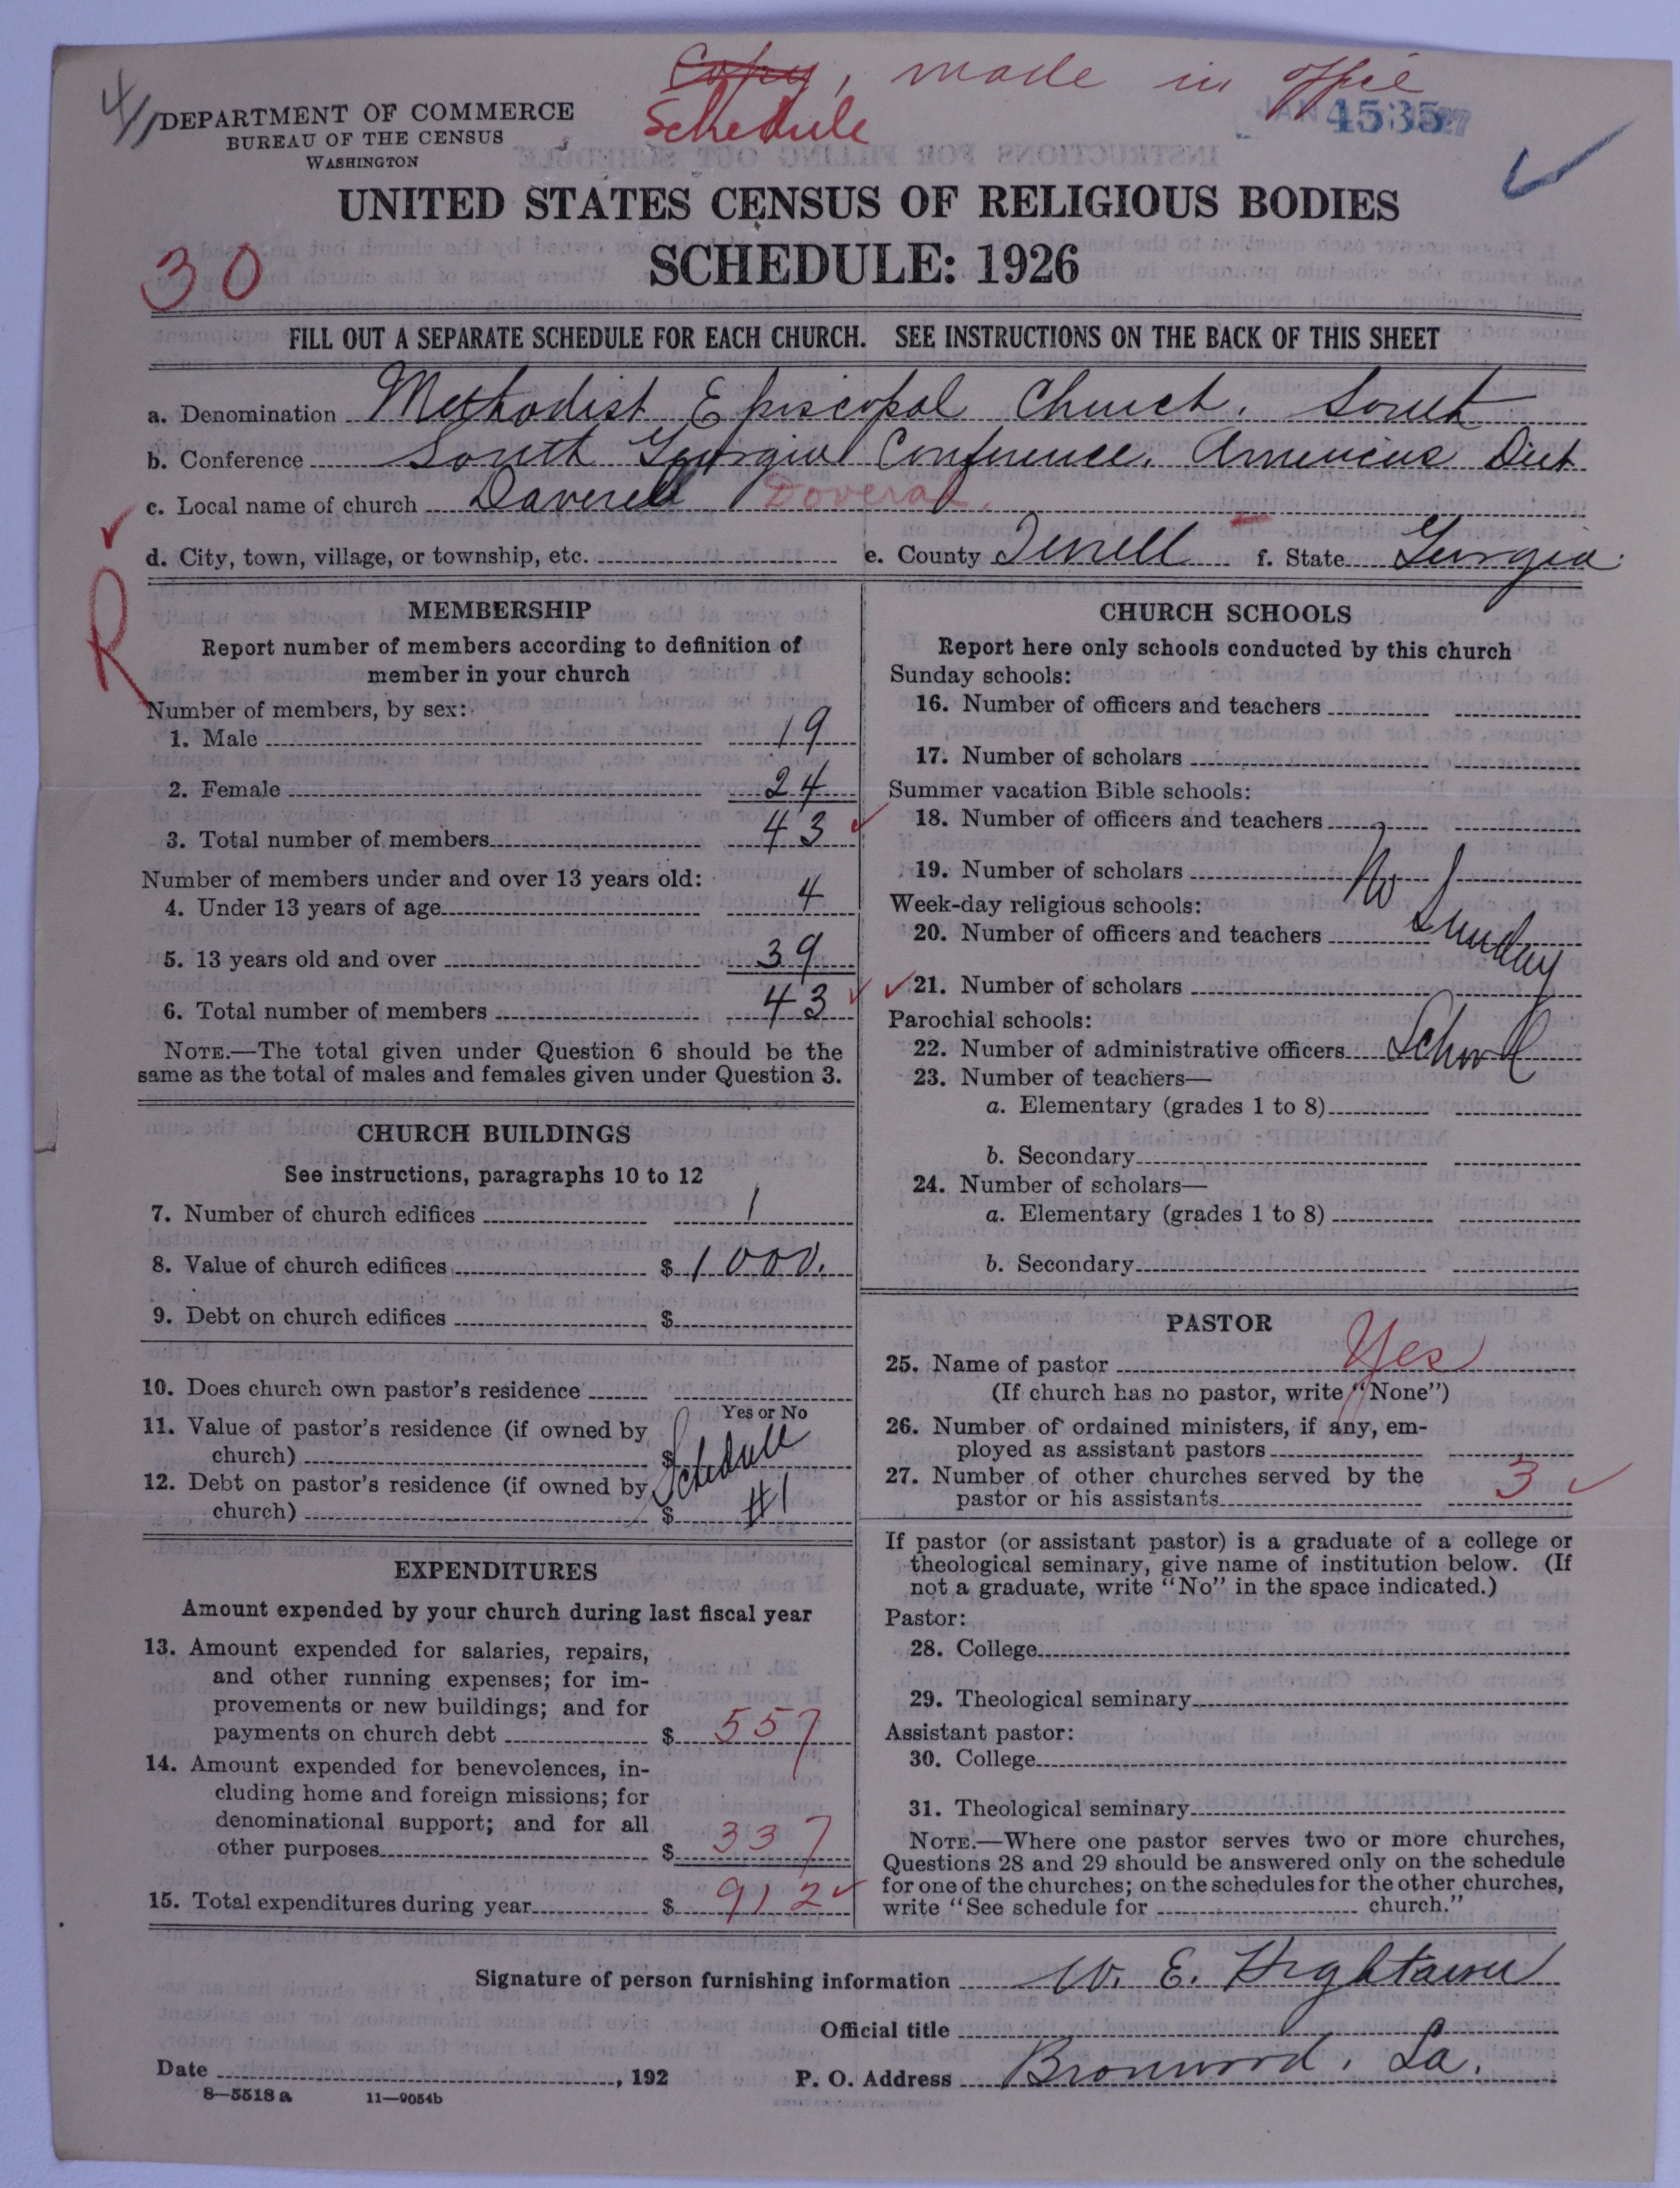 Copy, made in office
Schedule
4535
4/1
DEPARTMENT OF COMMERCE
BUREAU OF THE CENSUS
WASHINGTON
UNITED STATES CENSUS OF RELIGIOUS BODIES
SCHEDULE: 1926
30
FILL OUT A SEPARATE SCHEDULE FOR EACH CHURCH. SEE INSTRUCTIONS ON THE BACK OF THIS SHEET
a. Denomination Methodist Episcopal Church, South
b. Conference South Georgia Conference, Americus Dist
c. Local name of church Daverell Doveral.
d. City, town, village, or township, etc. e. County Terrell f. State Georgia
R
MEMBERSHIP
Report number of members according to definition of
member in your church
Number of members, by sex:
1. Male 19
2. Female 24
3. Total number of members 43
Number of members under and over 13 years old:
4. Under 13 years of age 4
5. 13 years old and over 39
6. Total number of members 43
NOTE.—The total given under Question 6 should be the
same as the total of males and females given under Question 3.
CHURCH BUILDINGS
See instructions, paragraphs 10 to 12
7. Number of church edifices 1
8. Value of church edifices $ 1000.
9. Debt on church edifices $
10. Does church own pastor's residence
Yes or No
11. Value of pastor's residence (if owned by
church) $
12. Debt on pastor's residence (if owned by
church) $
Schedule
#1
EXPENDITURES
Amount expended by your church during last fiscal year
13. Amount expended for salaries, repairs,
and other running expenses; for im-
provements or new buildings; and for
payments on church debt $ 557
14. Amount expended for benevolences, in-
cluding home and foreign missions; for
denominational support; and for all
other purposes $ 337
15. Total expenditures during year $ 912
CHURCH SCHOOLS
Report here only schools conducted by this church
Sunday schools:
16. Number of officers and teachers
17. Number of scholars
Summer vacation Bible schools:
18. Number of officers and teachers
19. Number of scholars
Week-day religious schools:
20. Number of officers and teachers
21. Number of scholars
Parochial schools:
22. Number of administrative officers
No
Sunday
School
23. Number of teachers—
a. Elementary (grades 1 to 8)
b. Secondary
24. Number of scholars—
a. Elementary (grades 1 to 8)
b. Secondary
PASTOR
25. Name of pastor Yes
(If church has no pastor, write "None")
26. Number of ordained ministers, if any, em-
ployed as assistant pastors
27. Number of other churches served by the
pastor or his assistants 3
If pastor (or assistant pastor) is a graduate of a college or
theological seminary, give name of institution below. (If
not a graduate, write "No" in the space indicated.)
Pastor:
28. College
29. Theological seminary
Assistant pastor:
30. College
31. Theological seminary
NOTE.—Where one pastor serves two or more churches,
Questions 28 and 29 should be answered only on the schedule
for one of the churches; on the schedules for the other churches,
write "See schedule for church."
Signature of person furnishing information W. E. Hightower
Official title
Date , 192 P. O. Address Bronwood, Ga.
8—5518 a 11—9054b